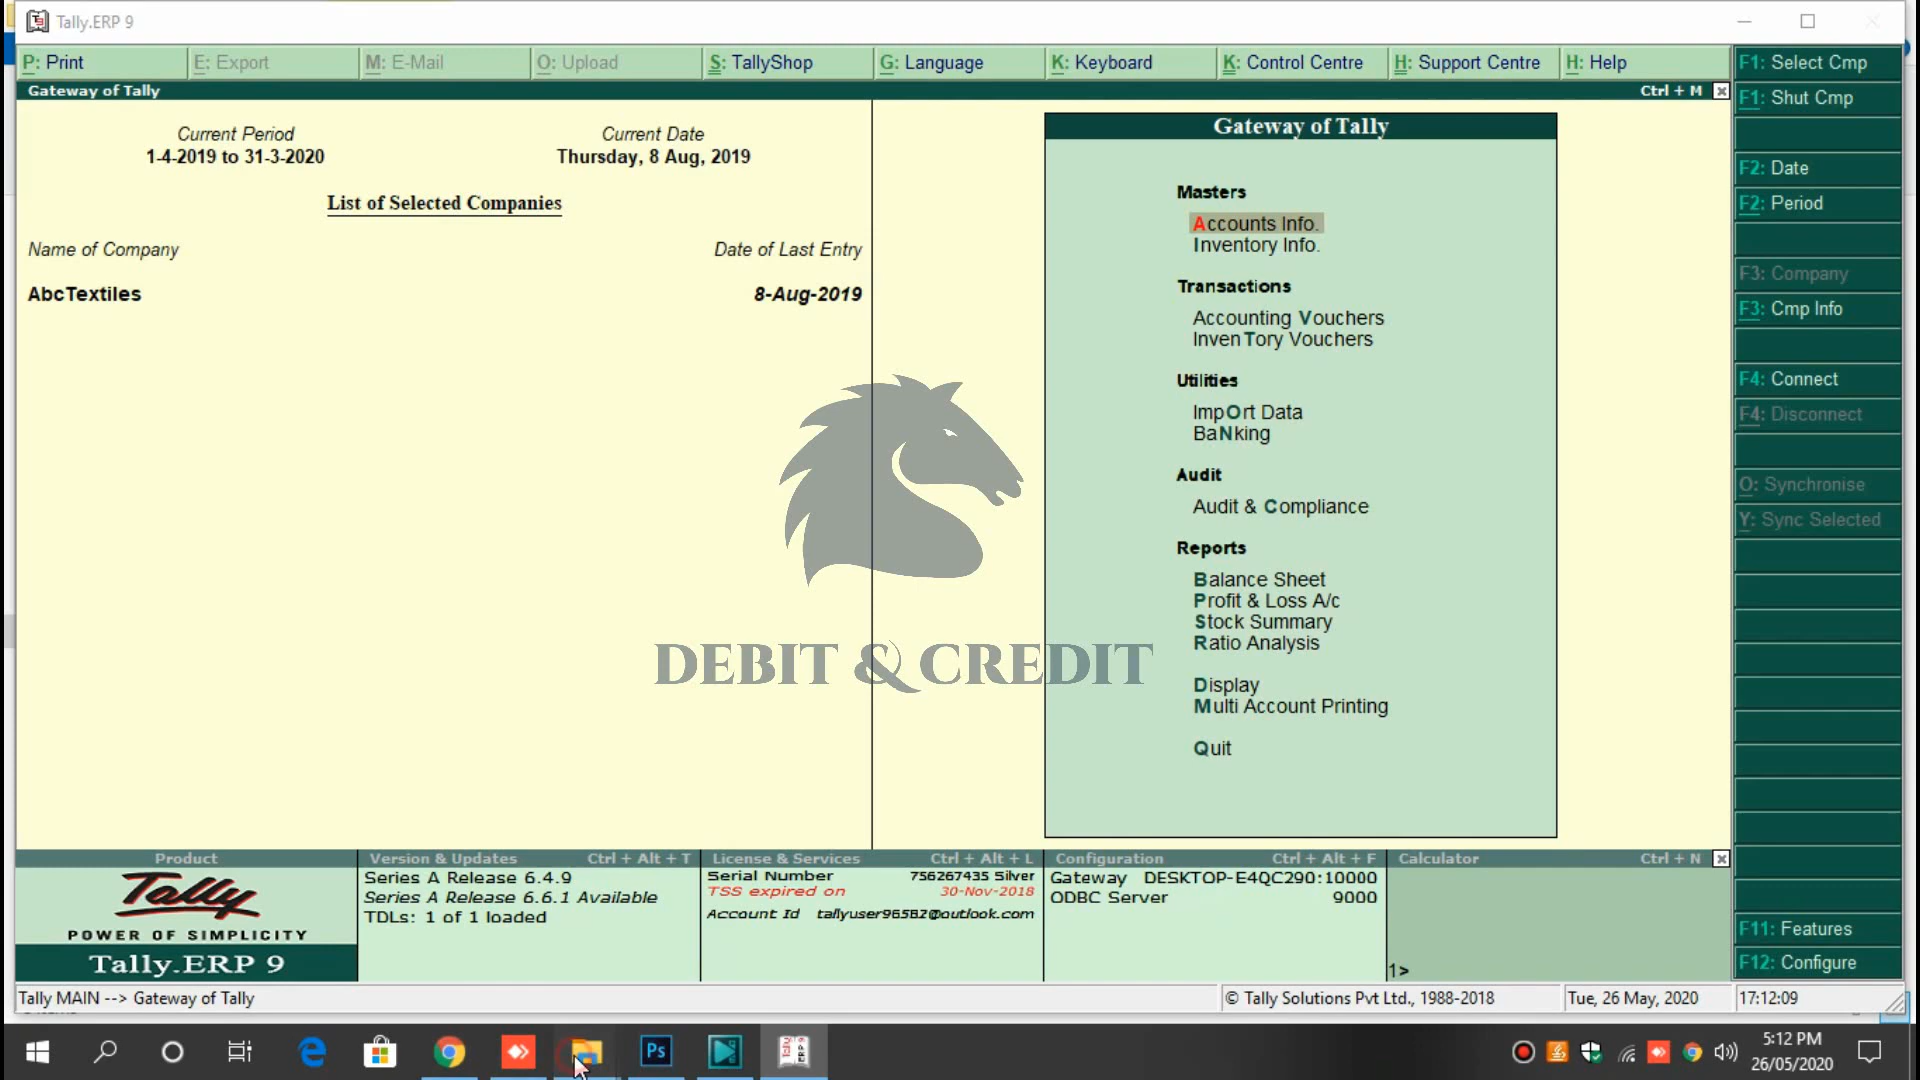 Tally.ERP 9
P: Print
E: Export
M: E-Mail
O: Upload
S: TallyShop
G: Language
K: Keyboard
K: Control Centre
H: Support Centre
H: Help
Gateway of Tally
Ctrl + M
Current Period
1-4-2019 to 31-3-2020
Current Date
Thursday, 8 Aug, 2019
List of Selected Companies
Name of Company
Date of Last Entry
AbcTextiles
8-Aug-2019
Gateway of Tally
Masters
Accounts Info.
Inventory Info.
Transactions
Accounting Vouchers
InvenTory Vouchers
Utilities
ImpOrt Data
BaNking
Audit
Audit & Compliance
Reports
Balance Sheet
Profit & Loss A/c
Stock Summary
Ratio Analysis
Display
Multi Account Printing
Quit
DEBIT & CREDIT
F1: Select Cmp
F1: Shut Cmp
F2: Date
F2: Period
F3: Company
F3: Cmp Info
F4: Connect
F4: Disconnect
O: Synchronise
Y: Sync Selected
F11: Features
F12: Configure
Product
Tally
POWER OF SIMPLICITY
Tally.ERP 9
Version & Updates Ctrl + Alt + T
Series A Release 6.4.9
Series A Release 6.6.1 Available
TDLs: 1 of 1 loaded
License & Services Ctrl + Alt + L
Serial Number 756267435 Silver
TSS expired on 30-Nov-2018
Account Id tallyuser96582@outlook.com
Configuration Ctrl + Alt + F
Gateway DESKTOP-E4QC290:10000
ODBC Server 9000
Calculator Ctrl + N
1>
Tally MAIN --> Gateway of Tally
© Tally Solutions Pvt Ltd., 1988-2018
Tue, 26 May, 2020
17:12:09
Ps
5:12 PM
26/05/2020